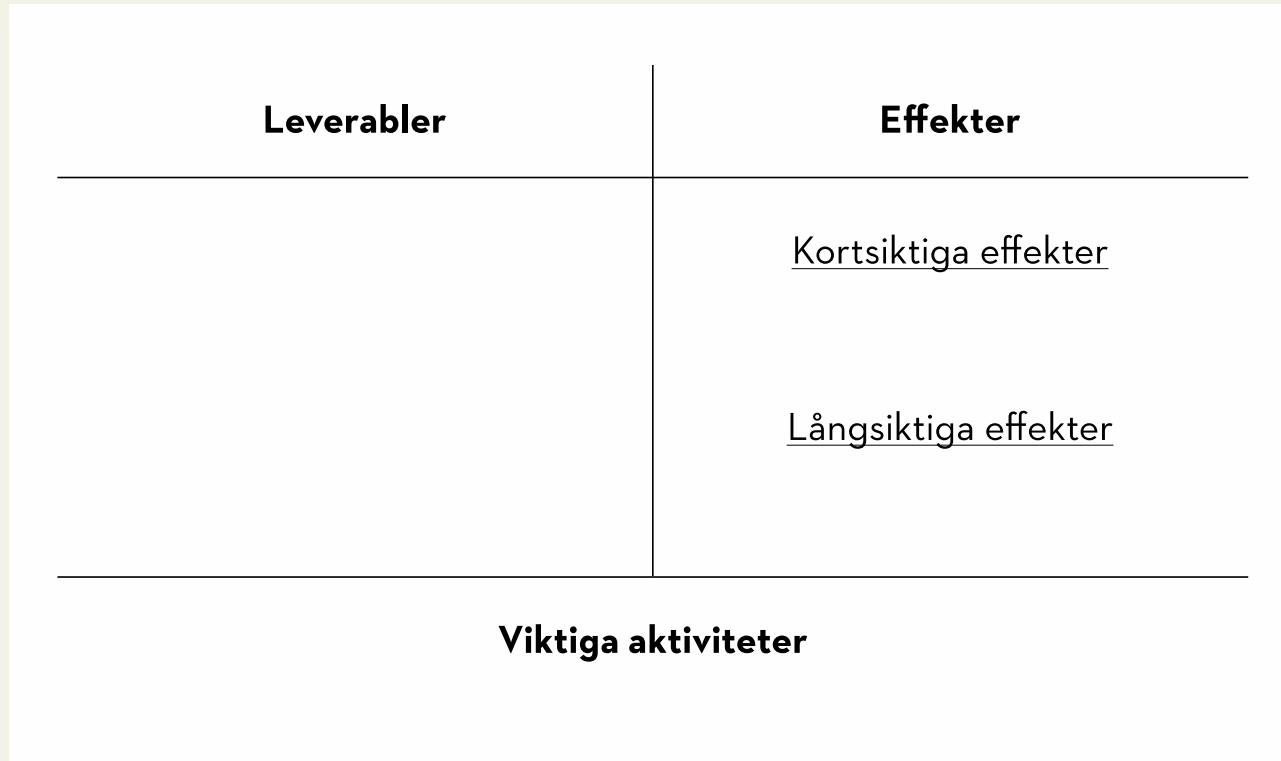 Leverabler
Effekter
Kortsiktiga effekter
Långsiktiga effekter
Viktiga aktiviteter